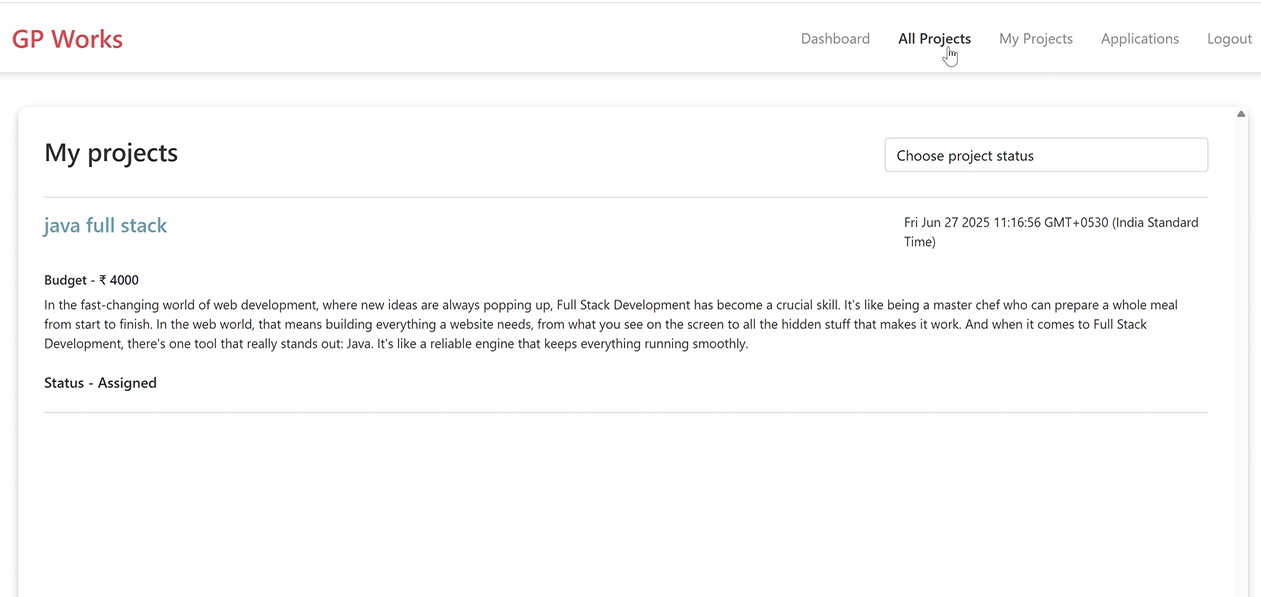 GP Works
Dashboard
All Projects
My Projects
Applications
Logout
My projects
Choose project status
java full stack
Fri Jun 27 2025 11:16:56 GMT+0530 (India Standard
Time)
Budget - ₹ 4000
In the fast-changing world of web development, where new ideas are always popping up, Full Stack Development has become a crucial skill. It's like being a master chef who can prepare a whole meal
from start to finish. In the web world, that means building everything a website needs, from what you see on the screen to all the hidden stuff that makes it work. And when it comes to Full Stack
Development, there's one tool that really stands out: Java. It's like a reliable engine that keeps everything running smoothly.
Status - Assigned